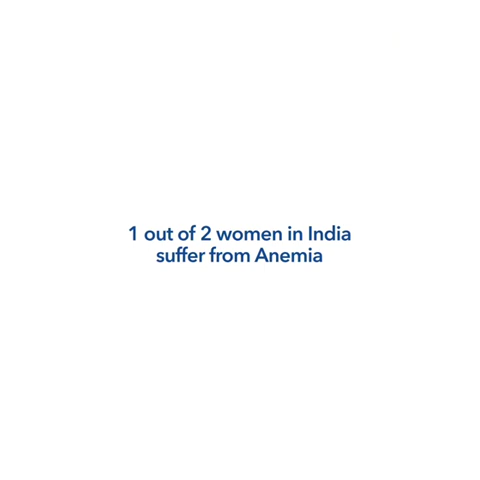 1 out of 2 women in India
suffer from Anemia